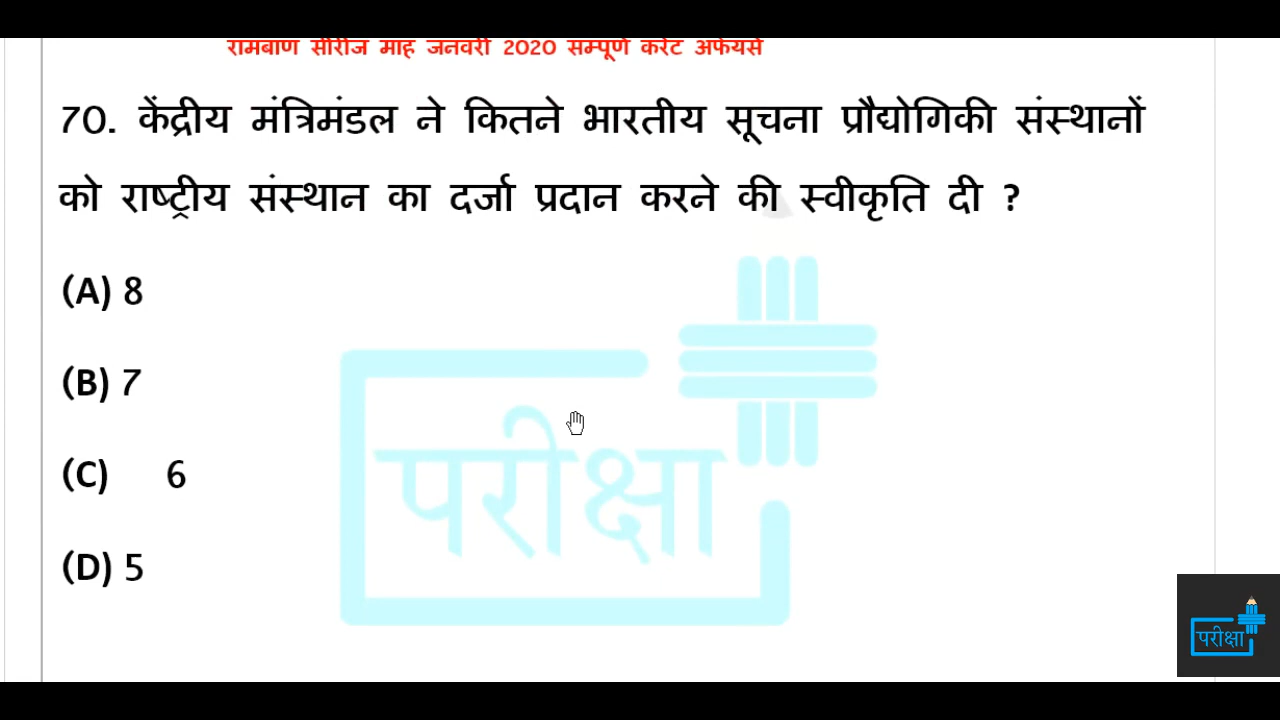 रामबाण सीरीज माह जनवरी 2020 सम्पूर्ण करेंट अफेयर्स
70. केंद्रीय मंत्रिमंडल ने कितने भारतीय सूचना प्रौद्योगिकी संस्थानों
को राष्ट्रीय संस्थान का दर्जा प्रदान करने की स्वीकृति दी ?
(A) 8
(B) 7
(C) 6
(D) 5
परीक्षा
परीक्षा